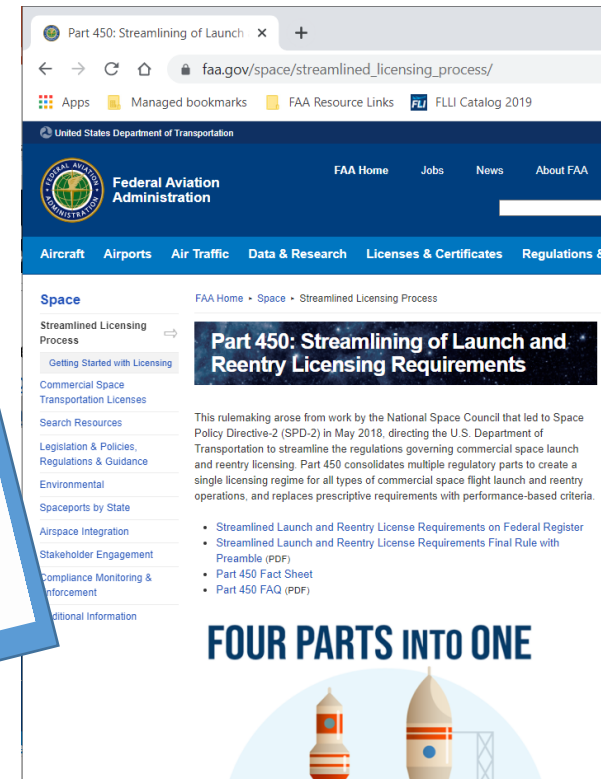 Part 450: Streamlining of Launch
faa.gov/space/streamlined_licensing_process/
Apps Managed bookmarks FAA Resource Links FLI FLLI Catalog 2019
United States Department of Transportation
FAA Home Jobs News About FAA
FEDERAL AVIATION ADMINISTRATION
Federal Aviation
Administration
Aircraft Airports Air Traffic Data & Research Licenses & Certificates Regulations &
Space
Streamlined Licensing
Process
Getting Started with Licensing
Commercial Space
Transportation Licenses
Search Resources
Legislation & Policies,
Regulations & Guidance
Environmental
Spaceports by State
Airspace Integration
Stakeholder Engagement
Compliance Monitoring &
nforcement
ditional Information
FAA Home ▸ Space ▸ Streamlined Licensing Process
Part 450: Streamlining of Launch and
Reentry Licensing Requirements
This rulemaking arose from work by the National Space Council that led to Space
Policy Directive-2 (SPD-2) in May 2018, directing the U.S. Department of
Transportation to streamline the regulations governing commercial space launch
and reentry licensing. Part 450 consolidates multiple regulatory parts to create a
single licensing regime for all types of commercial space flight launch and reentry
operations, and replaces prescriptive requirements with performance-based criteria.
• Streamlined Launch and Reentry License Requirements on Federal Register
• Streamlined Launch and Reentry License Requirements Final Rule with
Preamble (PDF)
• Part 450 Fact Sheet
• Part 450 FAQ (PDF)
FOUR PARTS INTO ONE